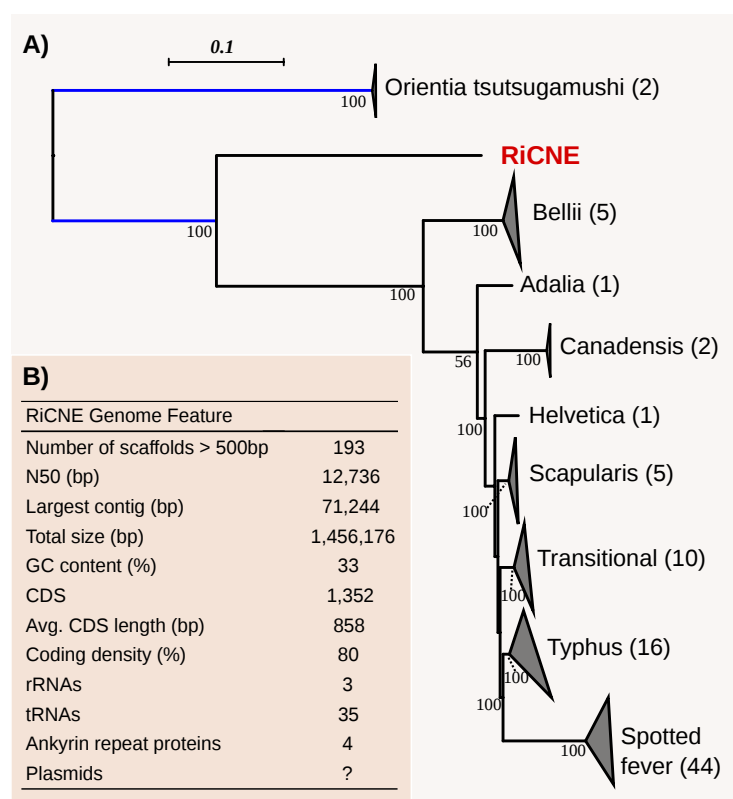 A)
0.1
100
Orientia tsutsugamushi (2)
RiCNE
Bellii (5)
100
100
Adalia (1)
100
56
100
Canadensis (2)
Helvetica (1)
100
Scapularis (5)
100
Transitional (10)
100
Typhus (16)
100
100
Spotted
fever (44)
100
B)
RiCNE Genome Feature
Number of scaffolds > 500bp 193
N50 (bp) 12,736
Largest contig (bp) 71,244
Total size (bp) 1,456,176
GC content (%) 33
CDS 1,352
Avg. CDS length (bp) 858
Coding density (%) 80
rRNAs 3
tRNAs 35
Ankyrin repeat proteins 4
Plasmids ?